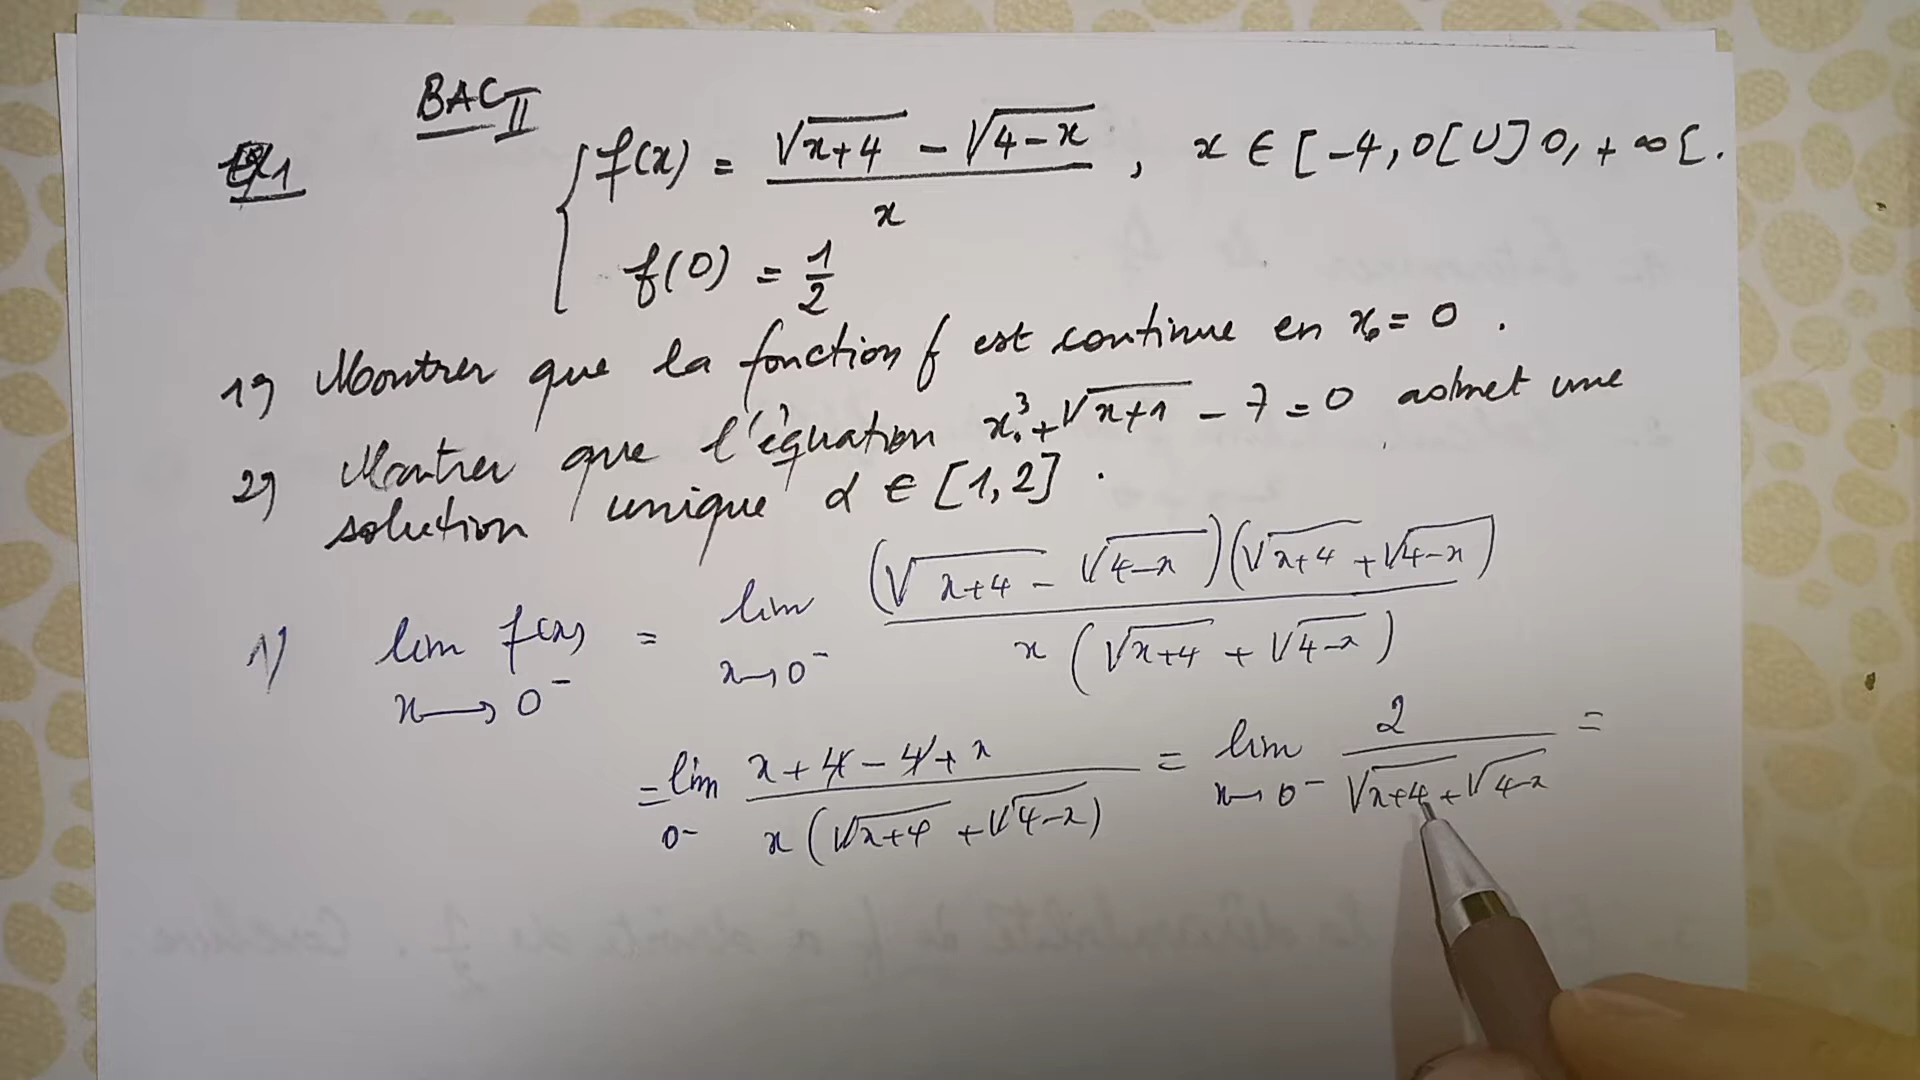 BAC II
Ex1
f(x) = (√(x+4) - √(4-x)) / x , x ∈ [-4, 0[ U ]0, +∞[ .
f(0) = 1/2
1) Montrer que la fonction f est continue en x₀ = 0 .
2) Montrer que l'équation x³ + √(x+1) - 7 = 0 admet une
solution unique α ∈ [1, 2] .
1) lim x→0⁻ f(x) = lim x→0⁻ ((√(x+4) - √(4-x))(√(x+4) + √(4-x))) / (x(√(x+4) + √(4-x)))
= lim 0⁻ (x+4-4+x) / (x(√(x+4) + √(4-x))) = lim x→0⁻ 2 / (√(x+4) + √(4-x)) =